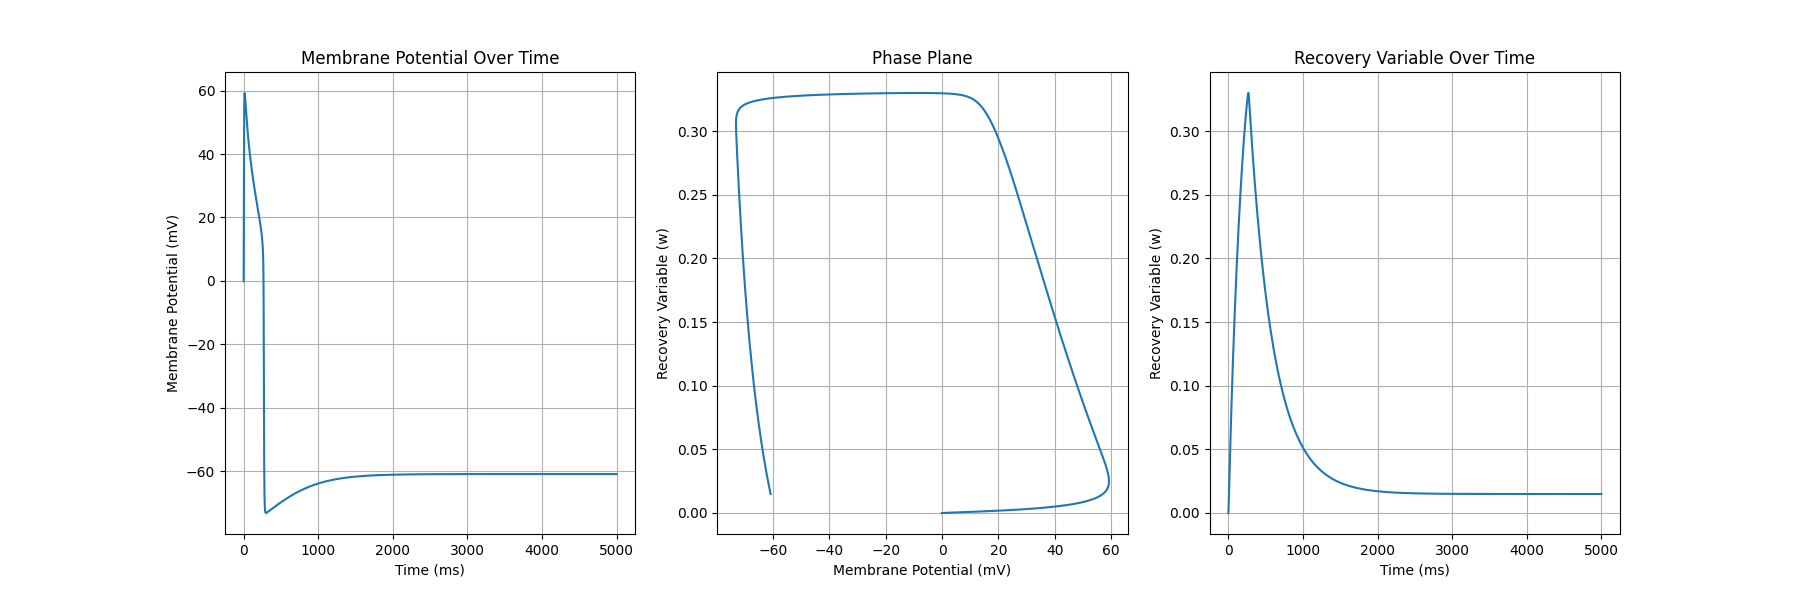 Membrane Potential Over Time
Membrane Potential (mV)
60
40
20
0
−20
−40
−60
0 1000 2000 3000 4000 5000
Time (ms)
Phase Plane
Recovery Variable (w)
0.30
0.25
0.20
0.15
0.10
0.05
0.00
−60 −40 −20 0 20 40 60
Membrane Potential (mV)
Recovery Variable Over Time
Recovery Variable (w)
0.30
0.25
0.20
0.15
0.10
0.05
0.00
0 1000 2000 3000 4000 5000
Time (ms)